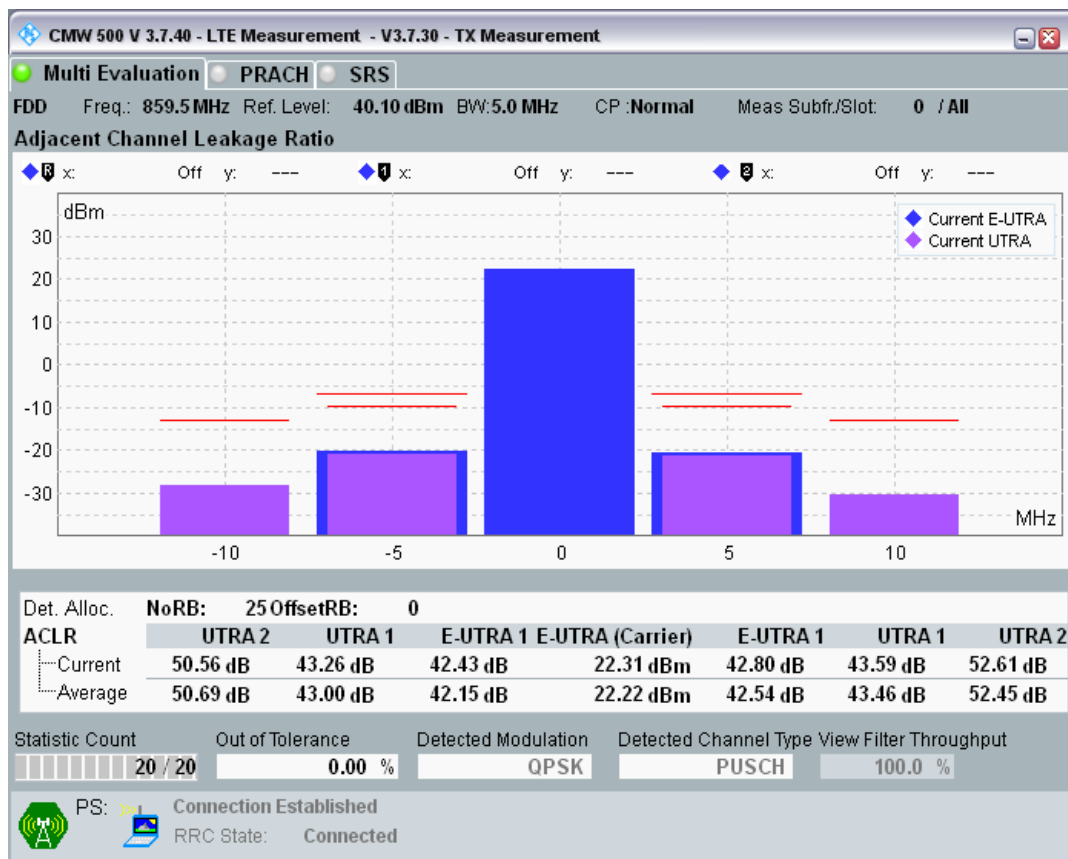 CMW 500 V 3.7.40 - LTE Measurement - V3.7.30 - TX Measurement
Multi Evaluation PRACH SRS
FDD Freq.: 859.5 MHz Ref. Level: 40.10 dBm BW:5.0 MHz CP :Normal Meas Subfr./Slot: 0 / All
Adjacent Channel Leakage Ratio
R x: Off y: --- 1 x: Off y: --- 2 x: Off y: ---
dBm
Current E-UTRA
Current UTRA
30
20
10
0
-10
-20
-30
MHz
-10 -5 0 5 10
Det. Alloc. NoRB: 25 OffsetRB: 0
ACLR UTRA 2 UTRA 1 E-UTRA 1 E-UTRA (Carrier) E-UTRA 1 UTRA 1 UTRA 2
Current 50.56 dB 43.26 dB 42.43 dB 22.31 dBm 42.80 dB 43.59 dB 52.61 dB
Average 50.69 dB 43.00 dB 42.15 dB 22.22 dBm 42.54 dB 43.46 dB 52.45 dB
Statistic Count Out of Tolerance Detected Modulation Detected Channel Type View Filter Throughput
20 / 20 0.00 % QPSK PUSCH 100.0 %
PS: Connection Established
RRC State: Connected